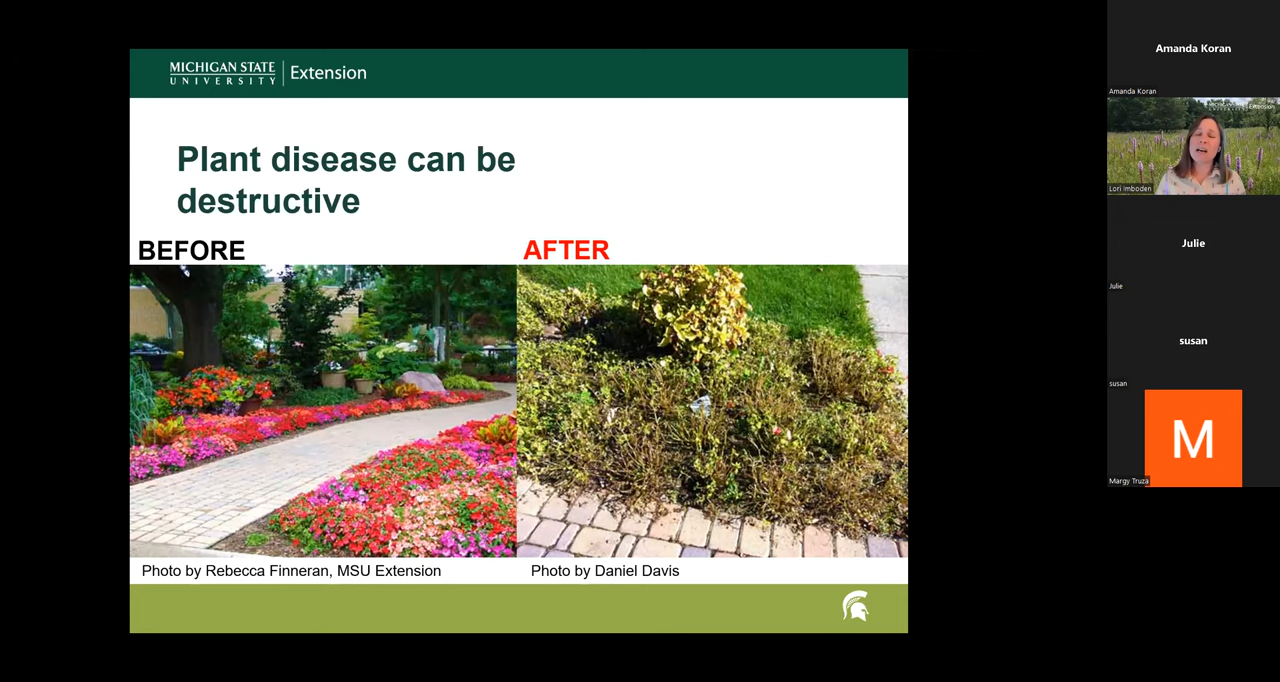 MICHIGAN STATE
UNIVERSITY
Extension
Plant disease can be
destructive
BEFORE
AFTER
Photo by Rebecca Finneran, MSU Extension
Photo by Daniel Davis
Amanda Koran
Amanda Koran
Extension
Lori Imboden
Julie
Julie
susan
susan
M
Margy Truza